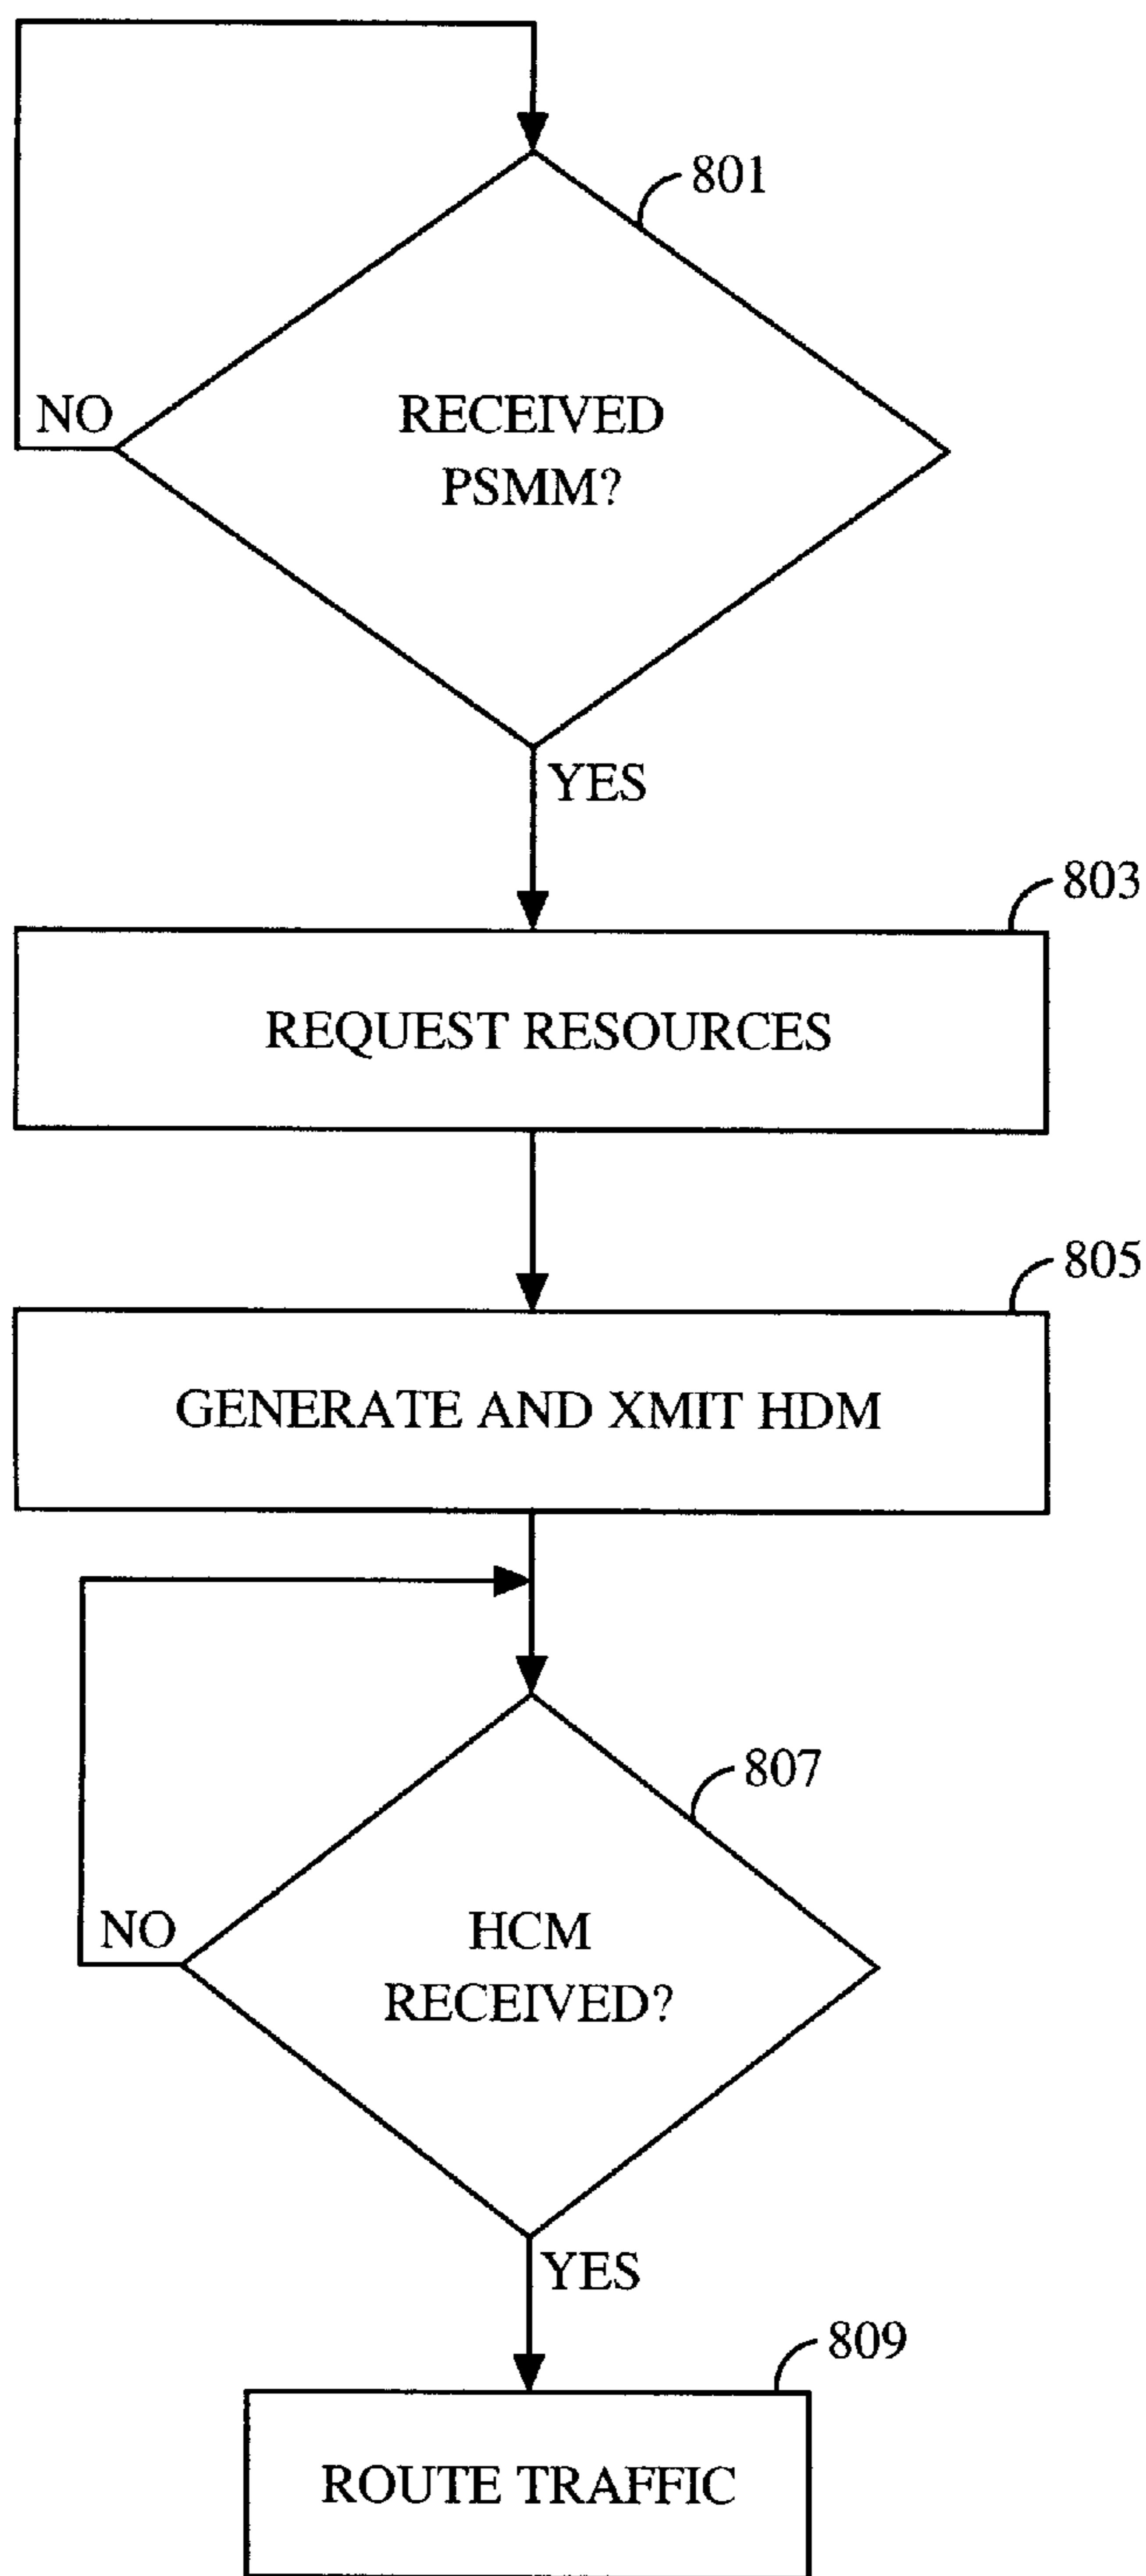 801
NO
RECEIVED
PSMM?
YES
803
REQUEST RESOURCES
805
GENERATE AND XMIT HDM
807
NO
HCM
RECEIVED?
YES
809
ROUTE TRAFFIC